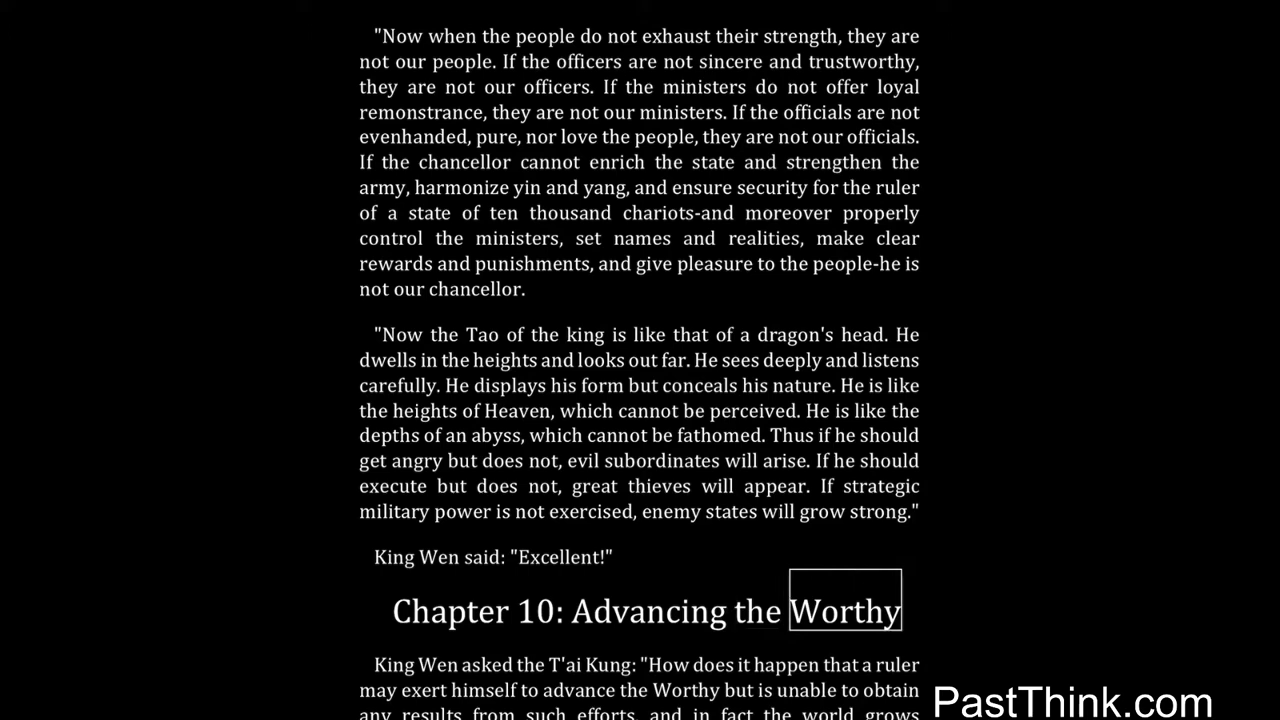 "Now when the people do not exhaust their strength, they are
not our people. If the officers are not sincere and trustworthy,
they are not our officers. If the ministers do not offer loyal
remonstrance, they are not our ministers. If the officials are not
evenhanded, pure, nor love the people, they are not our officials.
If the chancellor cannot enrich the state and strengthen the
army, harmonize yin and yang, and ensure security for the ruler
of a state of ten thousand chariots-and moreover properly
control the ministers, set names and realities, make clear
rewards and punishments, and give pleasure to the people-he is
not our chancellor.
"Now the Tao of the king is like that of a dragon's head. He
dwells in the heights and looks out far. He sees deeply and listens
carefully. He displays his form but conceals his nature. He is like
the heights of Heaven, which cannot be perceived. He is like the
depths of an abyss, which cannot be fathomed. Thus if he should
get angry but does not, evil subordinates will arise. If he should
execute but does not, great thieves will appear. If strategic
military power is not exercised, enemy states will grow strong."
King Wen said: "Excellent!"
Chapter 10: Advancing the Worthy
King Wen asked the T'ai Kung: "How does it happen that a ruler
may exert himself to advance the Worthy but is unable to obtain
any results from such efforts, and in fact the world grows
PastThink.com